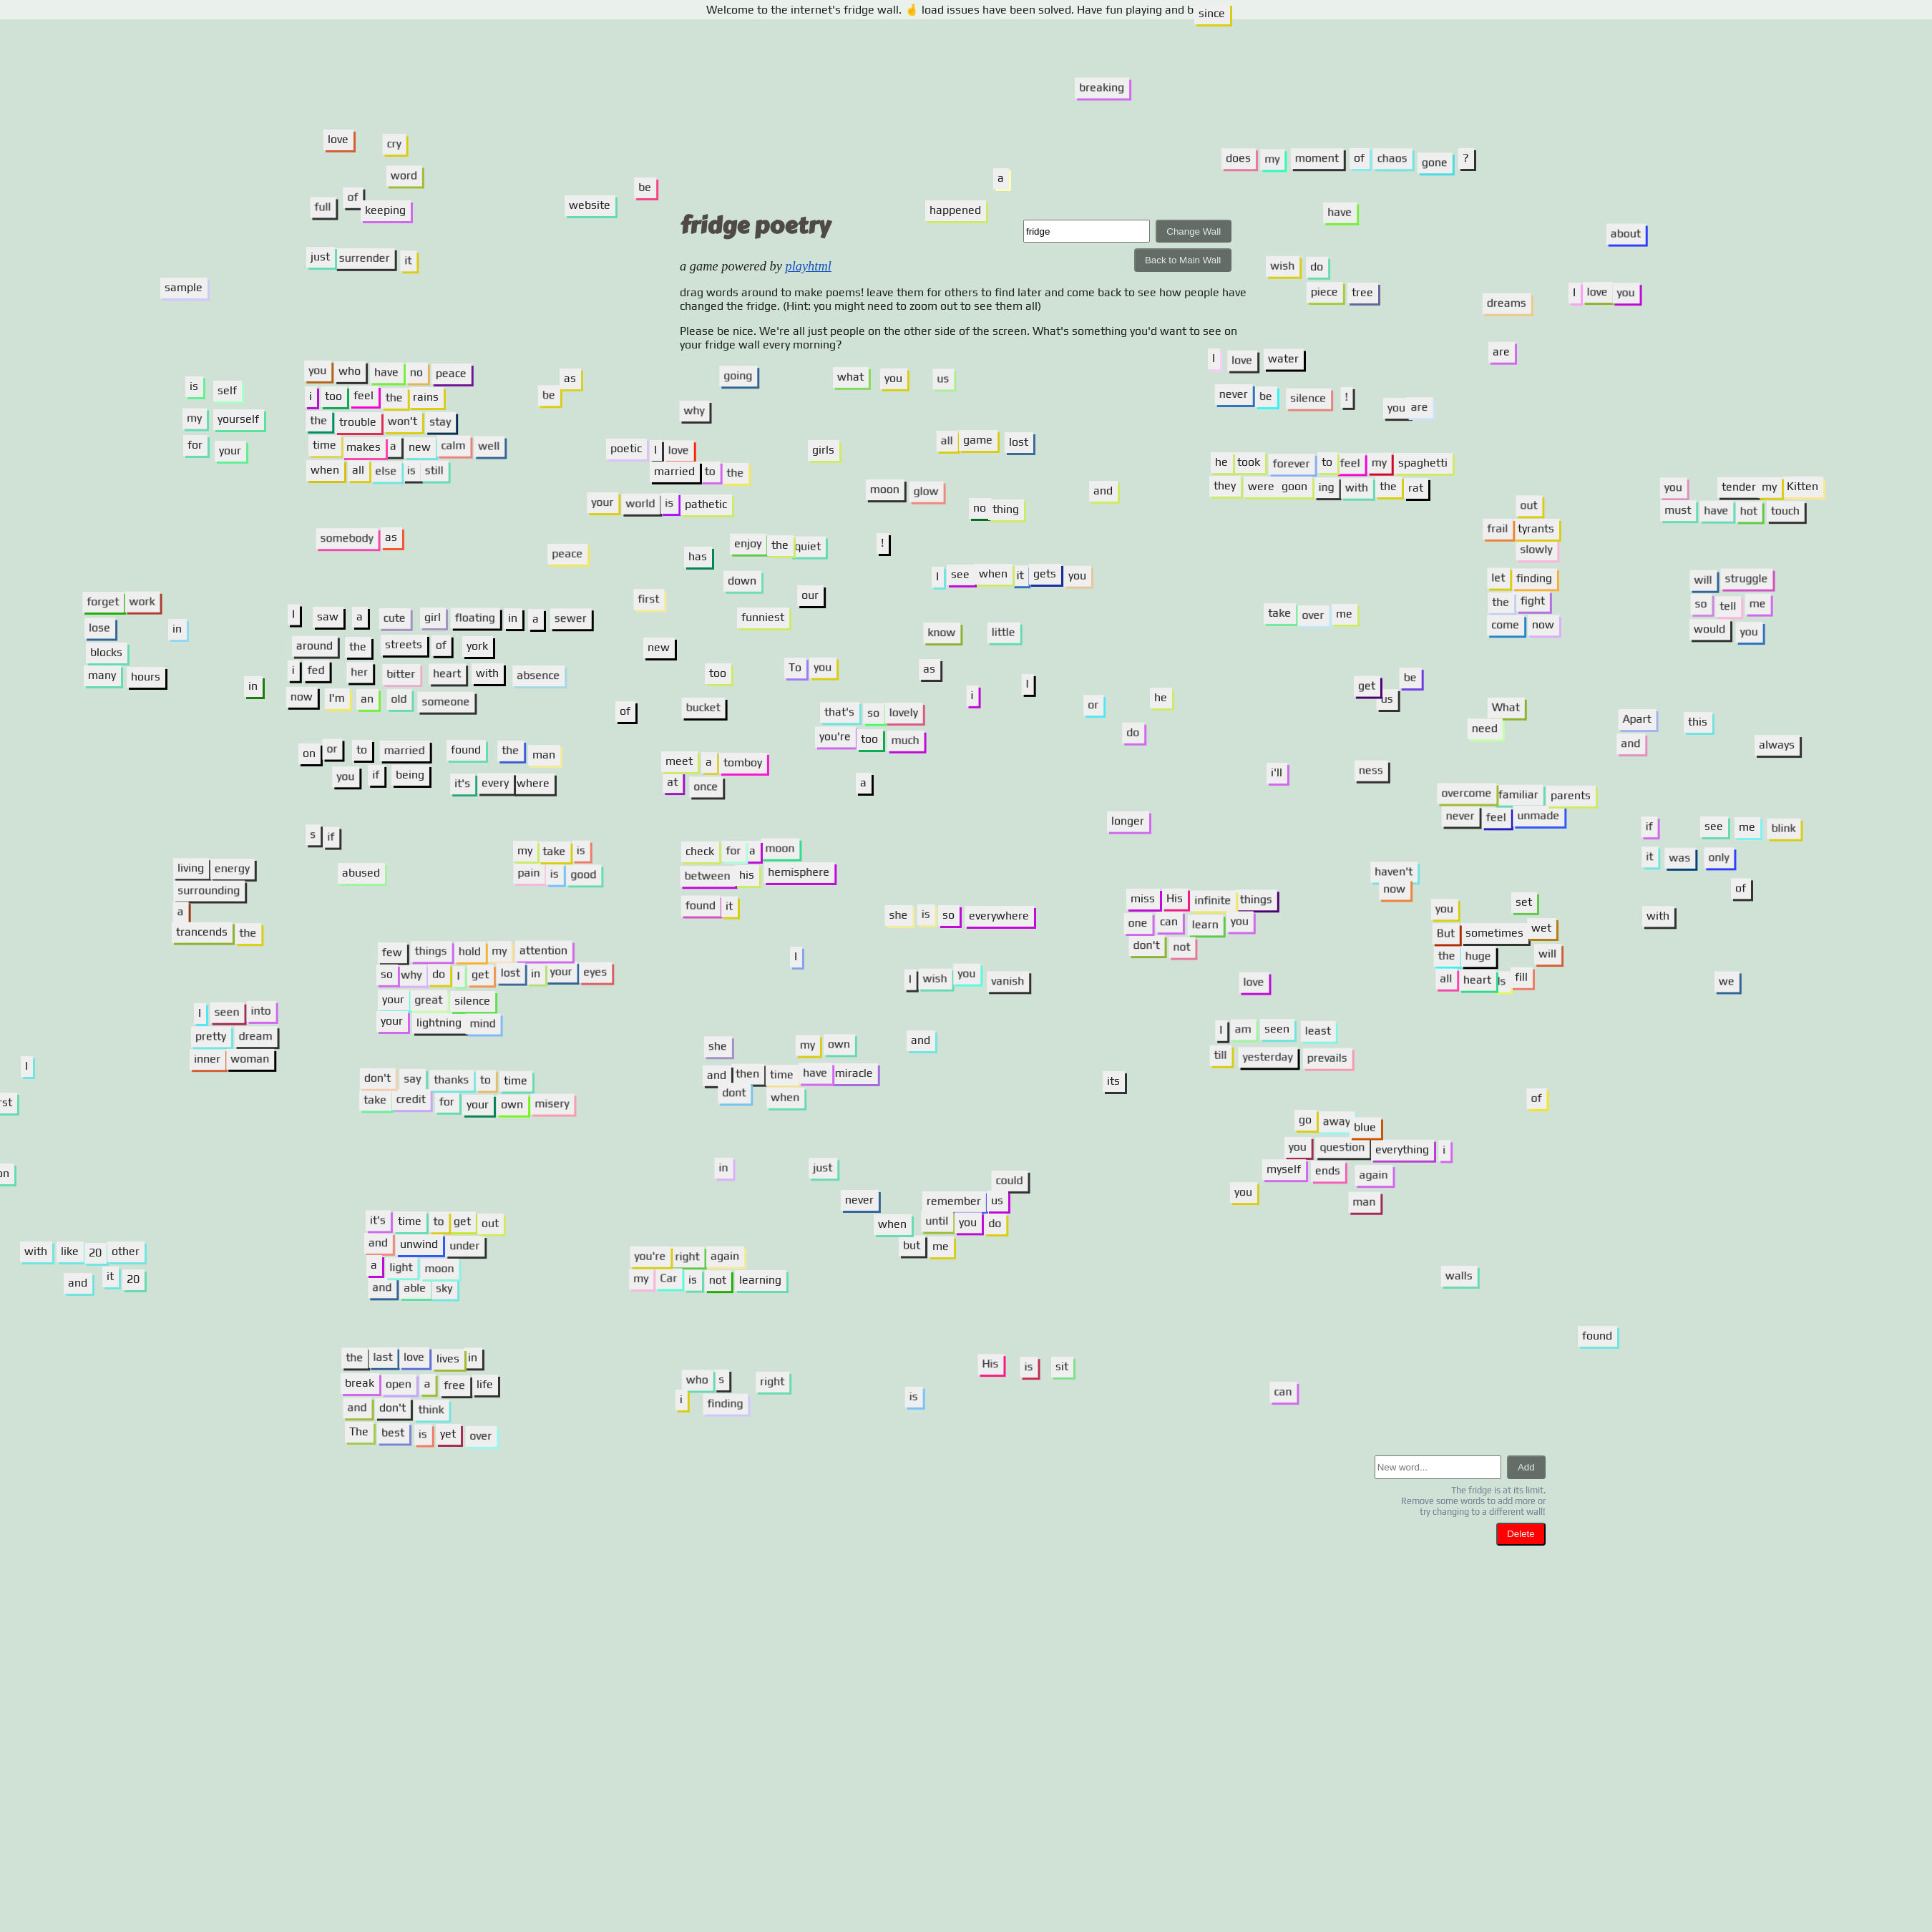 Welcome to the internet's fridge wall. ☝ load issues have been solved. Have fun playing and b
since
breaking
love cry
word
full of keeping
just surrender it
sample
website be
a
happened
does my moment of chaos gone ?
have
about
wish do
piece tree
dreams
I love you
are
fridge poetry
fridge
Change Wall
Back to Main Wall
a game powered by playhtml
drag words around to make poems! leave them for others to find later and come back to see how people have
changed the fridge. (Hint: you might need to zoom out to see them all)
Please be nice. We're all just people on the other side of the screen. What's something you'd want to see on
your fridge wall every morning?
is self
my yourself
for your
you who have no peace
i too feel the rains
the trouble won't stay
time makes a new calm well
when all else is still
as
be
going
why
what you us
I love water
never be silence !
you are
poetic I love
married to the
girls
all game lost
your world is pathetic
moon glow
no thing
and
he took forever to feel my spaghetti
they were goon ing with the rat
you tender my Kitten
must have hot touch
out
frail tyrants
slowly
let finding
the fight
come now
will struggle
so tell me
would you
somebody as
peace
has
enjoy the quiet
!
down
our
first
funniest
I see when it gets you
take over me
forget work
lose in
blocks
many hours
in
I saw a cute girl floating in a sewer
around the streets of york
i fed her bitter heart with absence
now I'm an old someone
new
know little
too
To you
as
i
I
or
he
do
of
bucket
that's so lovely
you're too much
get be
us
What
need
Apart this
and always
on or to married found the man
you if being it's every where
meet a tomboy
at once
a
i'll
ness
overcome familiar parents
never feel unmade
longer
if see me blink
it was only
of
with
s if
abused
my take is
pain is good
check for a moon
between his hemisphere
found it
living energy
surrounding
a
trancends the
she is so everywhere
miss His infinite things
one can learn you
don't not
haven't
now
you set
But sometimes wet
the huge will
all heart is fill
few things hold my attention
so why do I get lost in your eyes
your great silence
your lightning mind
I
I wish you vanish
love
we
I seen into
pretty dream
inner woman
I
rst
on
she my own and
and then time have miracle
dont when
I am seen least
till yesterday prevails
its
of
don't say thanks to time
take credit for your own misery
go away blue
you question everything i
myself ends again
you man
in just
could
never remember us
when until you do
but me
it's time to get out
and unwind under
a light moon
and able sky
with like 20 other
and it 20
you're right again
my Car is not learning
walls
found
the last love lives in
break open a free life
and don't think
The best is yet over
who s right
i finding
His is sit
is
can
New word...
Add
The fridge is at its limit.
Remove some words to add more or
try changing to a different wall!
Delete